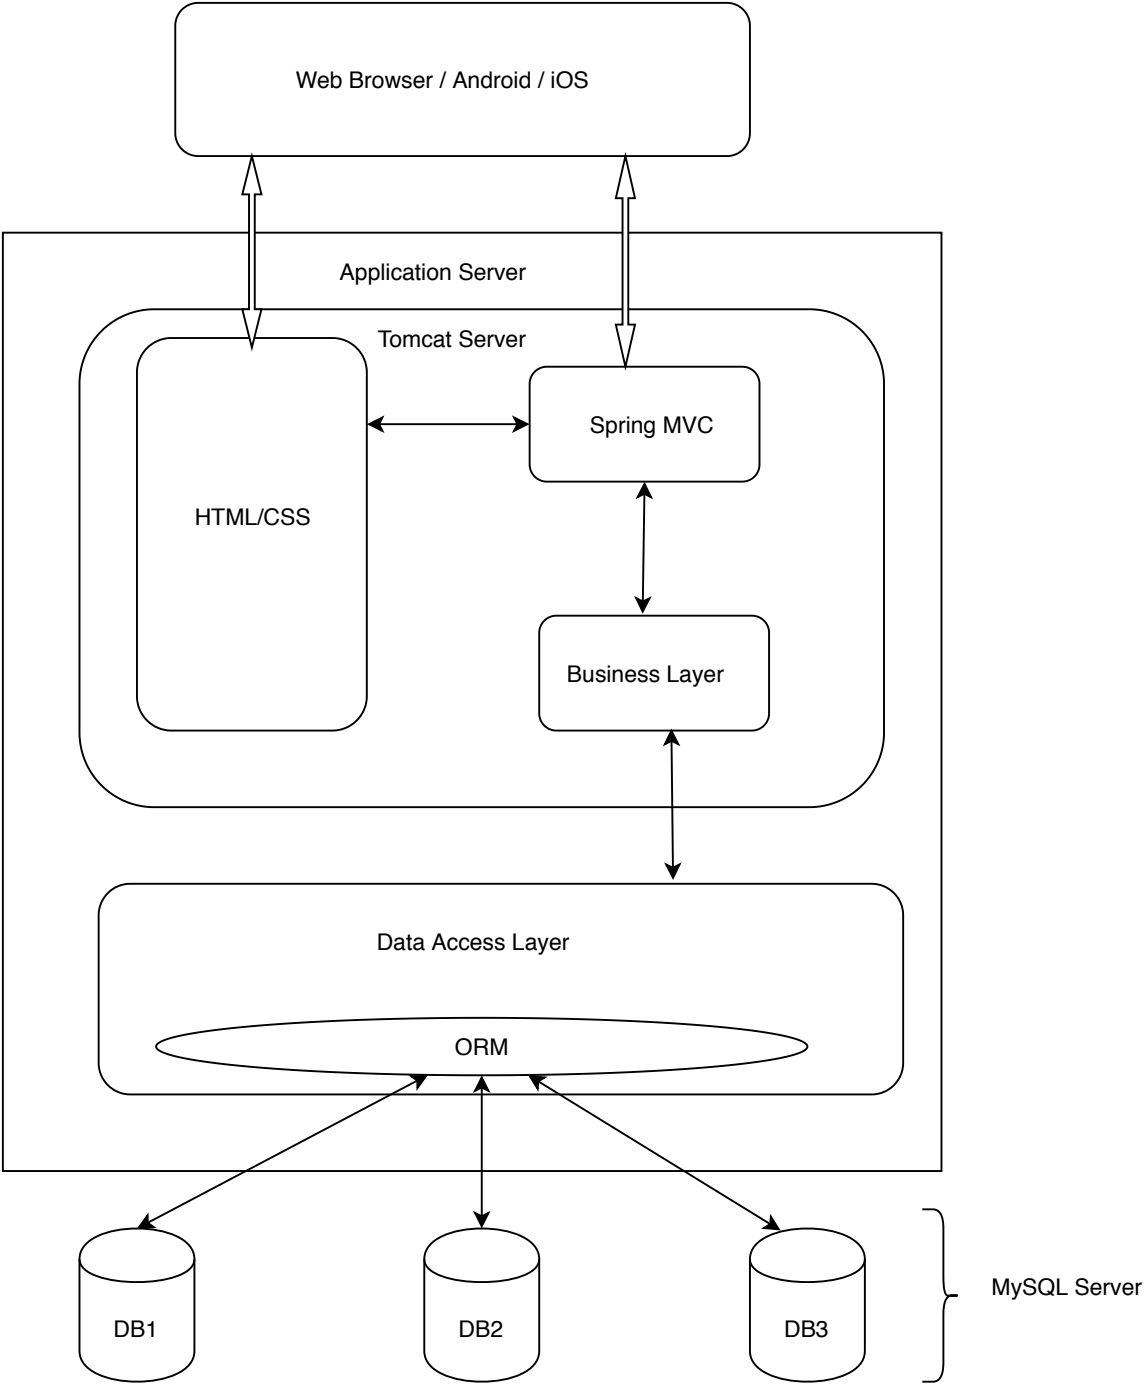 Web Browser / Android / iOS
Application Server
Tomcat Server
Spring MVC
HTML/CSS
Business Layer
Data Access Layer
ORM
MySQL Server
DB1
DB2
DB3